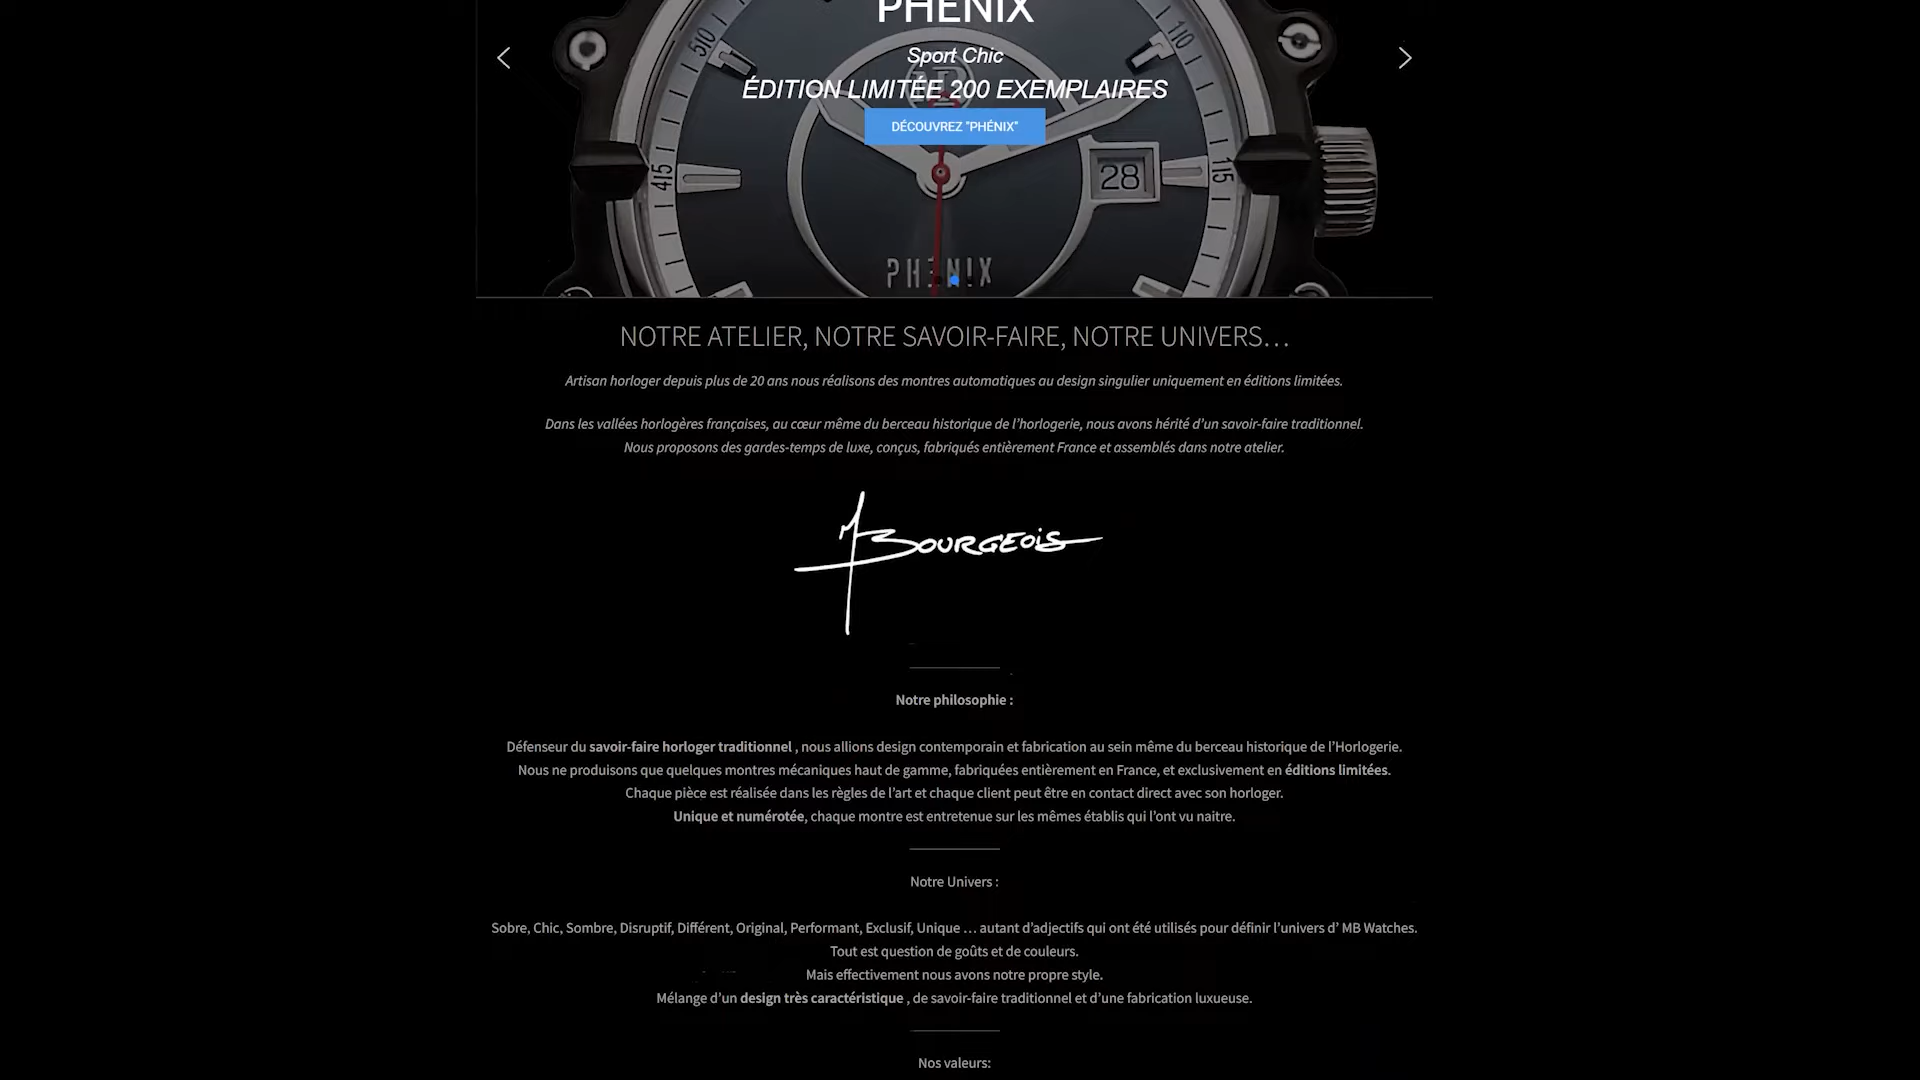 PHÉNIX
510
110
Sport Chic
ÉDITION LIMITÉE 200 EXEMPLAIRES
DÉCOUVREZ "PHÉNIX"
415
28
115
PHENIX
NOTRE ATELIER, NOTRE SAVOIR-FAIRE, NOTRE UNIVERS…
Artisan horloger depuis plus de 20 ans nous réalisons des montres automatiques au design singulier uniquement en éditions limitées.
Dans les vallées horlogères françaises, au cœur même du berceau historique de l’horlogerie, nous avons hérité d’un savoir-faire traditionnel.
Nous proposons des gardes-temps de luxe, conçus, fabriqués entièrement France et assemblés dans notre atelier.
MBOURGEOIS
Notre philosophie :
Défenseur du savoir-faire horloger traditionnel , nous allions design contemporain et fabrication au sein même du berceau historique de l’Horlogerie.
Nous ne produisons que quelques montres mécaniques haut de gamme, fabriquées entièrement en France, et exclusivement en éditions limitées.
Chaque pièce est réalisée dans les règles de l’art et chaque client peut être en contact direct avec son horloger.
Unique et numérotée, chaque montre est entretenue sur les mêmes établis qui l’ont vu naitre.
Notre Univers :
Sobre, Chic, Sombre, Disruptif, Différent, Original, Performant, Exclusif, Unique … autant d’adjectifs qui ont été utilisés pour définir l’univers d’ MB Watches.
Tout est question de goûts et de couleurs.
Mais effectivement nous avons notre propre style.
Mélange d’un design très caractéristique , de savoir-faire traditionnel et d’une fabrication luxueuse.
Nos valeurs: